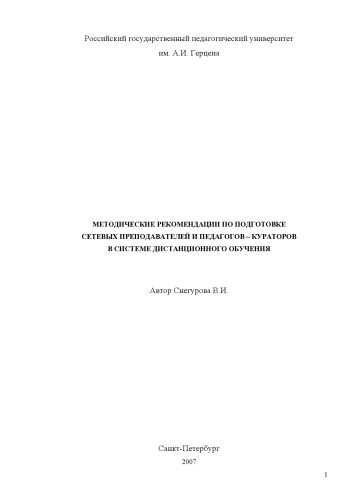 Российский государственный педагогический университет
им. А.И. Герцена
МЕТОДИЧЕСКИЕ РЕКОМЕНДАЦИИ ПО ПОДГОТОВКЕ
СЕТЕВЫХ ПРЕПОДАВАТЕЛЕЙ И ПЕДАГОГОВ – КУРАТОРОВ
В СИСТЕМЕ ДИСТАНЦИОННОГО ОБУЧЕНИЯ
Автор Снегурова В.И.
Санкт-Петербург
2007
1